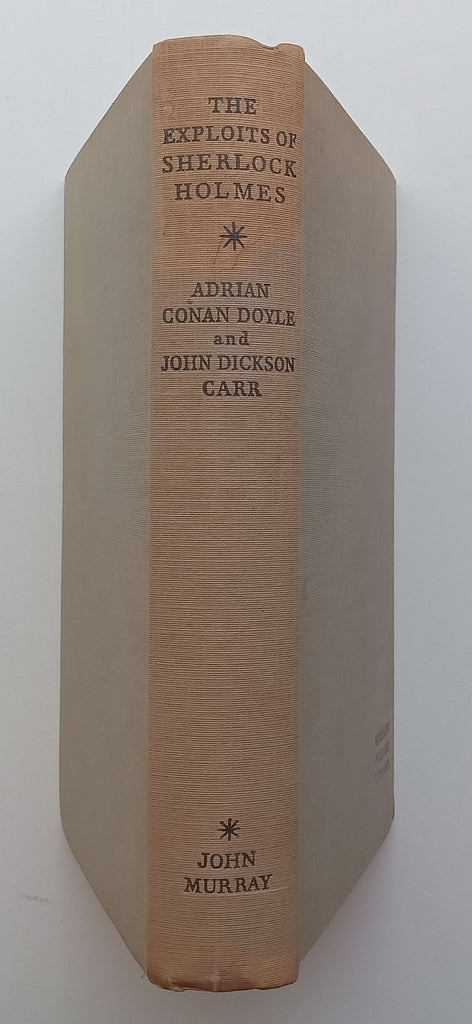 THE
EXPLOITS OF
SHERLOCK
HOLMES
ADRIAN
CONAN DOYLE
and
JOHN DICKSON
CARR
JOHN
MURRAY